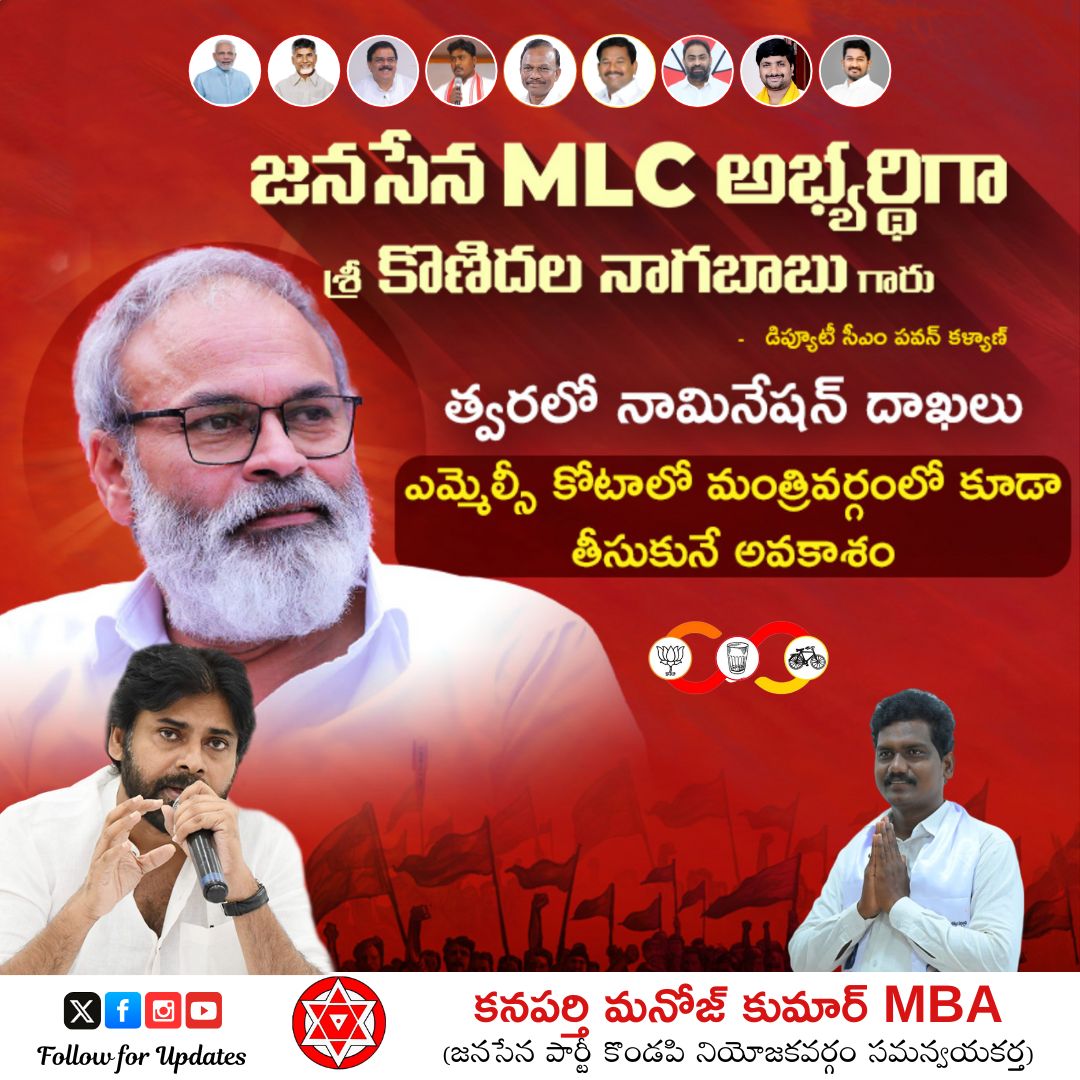 జనసేన MLC అభ్యర్థిగా
శ్రీ కొణిదల నాగబాబు గారు
- డిప్యూటీ సీఎం పవన్ కళ్యాణ్
త్వరలో నామినేషన్ దాఖలు
ఎమ్మెల్సీ కోటాలో మంత్రివర్గంలో కూడా
తీసుకునే అవకాశం
Follow for Updates
కనపర్తి మనోజ్ కుమార్ MBA
(జనసేన పార్టీ కొండపి నియోజకవర్గం సమన్వయకర్త)